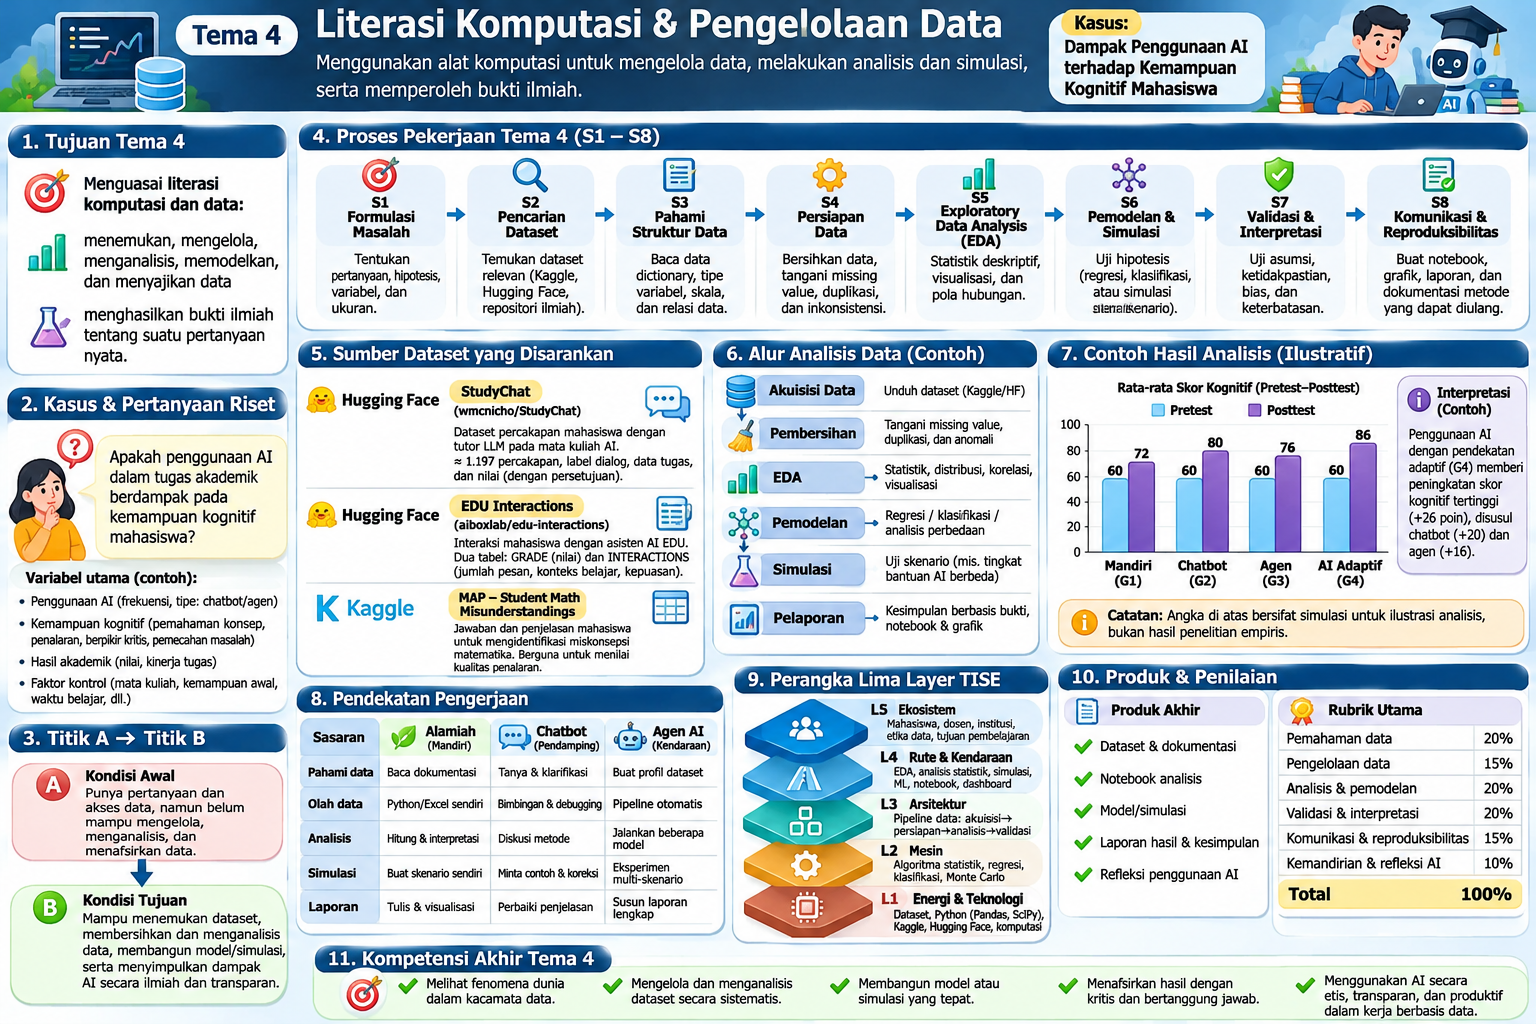 Tema 4
Literasi Komputasi & Pengelolaan Data
Menggunakan alat komputasi untuk mengelola data, melakukan analisis dan simulasi,
serta memperoleh bukti ilmiah.
Kasus:
Dampak Penggunaan AI
terhadap Kemampuan
Kognitif Mahasiswa
AI
1. Tujuan Tema 4
Menguasai literasi
komputasi dan data:
menemukan, mengelola,
menganalisis, memodelkan,
dan menyajikan data
menghasilkan bukti ilmiah
tentang suatu pertanyaan
nyata.
2. Kasus & Pertanyaan Riset
?
Apakah penggunaan AI
dalam tugas akademik
berdampak pada
kemampuan kognitif
mahasiswa?
Variabel utama (contoh):
• Penggunaan AI (frekuensi, tipe: chatbot/agen)
• Kemampuan kognitif (pemahaman konsep,
penalaran, berpikir kritis, pemecahan masalah)
• Hasil akademik (nilai, kinerja tugas)
• Faktor kontrol (mata kuliah, kemampuan awal,
waktu belajar, dll.)
3. Titik A → Titik B
A
Kondisi Awal
Punya pertanyaan dan
akses data, namun belum
mampu mengelola,
menganalisis, dan
menafsirkan data.
B
Kondisi Tujuan
Mampu menemukan dataset,
membersihkan dan menganalisis
data, membangun model/simulasi,
serta menyimpulkan dampak
AI secara ilmiah dan transparan.
4. Proses Pekerjaan Tema 4 (S1 – S8)
S1
Formulasi
Masalah
Tentukan
pertanyaan, hipotesis,
variabel, dan
ukuran.
S2
Pencarian
Dataset
Temukan dataset
relevan (Kaggle,
Hugging Face,
repositori ilmiah).
S3
Pahami
Struktur Data
Baca data
dictionary, tipe
variabel, skala,
dan relasi data.
S4
Persiapan
Data
Bersihkan data,
tangani missing
value, duplikasi,
dan inkonsistensi.
S5
Exploratory
Data Analysis
(EDA)
Statistik deskriptif,
visualisasi, dan
pola hubungan.
S6
Pemodelan &
Simulasi
Uji hipotesis
(regresi, klasifikasi,
atau simulasi
S7
Validasi &
Interpretasi
Uji asumsi,
ketidakpastian,
bias, dan
keterbatasan.
S8
Komunikasi &
Reproduksibilitas
Buat notebook,
grafik, laporan, dan
dokumentasi metode
yang dapat diulang.
5. Sumber Dataset yang Disarankan
Hugging Face
StudyChat
(wmcnicho/StudyChat)
Dataset percakapan mahasiswa dengan
tutor LLM pada mata kuliah AI.
≈ 1.197 percakapan, label dialog, data tugas,
dan nilai (dengan persetujuan).
Hugging Face
EDU Interactions
(aiboxlab/edu-interactions)
Interaksi mahasiswa dengan asisten AI EDU.
Dua tabel: GRADE (nilai) dan INTERACTIONS
(jumlah pesan, konteks belajar, kepuasan).
K Kaggle
MAP – Student Math
Misunderstandings
Jawaban dan penjelasan mahasiswa
untuk mengidentifikasi miskonsepsi
matematika. Berguna untuk menilai
kualitas penalaran.
6. Alur Analisis Data (Contoh)
Akuisisi Data
Unduh dataset (Kaggle/HF)
Pembersihan
Tangani missing value,
duplikasi, dan anomali
EDA
Statistik, distribusi, korelasi,
visualisasi
Pemodelan
Regresi / klasifikasi /
analisis perbedaan
Simulasi
Uji skenario (mis. tingkat
bantuan AI berbeda)
Pelaporan
Kesimpulan berbasis bukti,
notebook & grafik
7. Contoh Hasil Analisis (Ilustratif)
Rata-rata Skor Kognitif (Pretest–Posttest)
Pretest Posttest
100
80
60
40
20
0
60 72
60 80
60 76
60 86
Mandiri
(G1)
Chatbot
(G2)
Agen
(G3)
AI Adaptif
(G4)
i
Interpretasi
(Contoh)
Penggunaan AI
dengan pendekatan
adaptif (G4) memberi
peningkatan skor
kognitif tertinggi
(+26 poin), disusul
chatbot (+20) dan
agen (+16).
i
Catatan: Angka di atas bersifat simulasi untuk ilustrasi analisis,
bukan hasil penelitian empiris.
8. Pendekatan Pengerjaan
Sasaran
Alamiah
(Mandiri)
Chatbot
(Pendamping)
Agen AI
(Kendaraan)
Pahami data Baca dokumentasi Tanya & klarifikasi Buat profil dataset
Olah data Python/Excel sendiri Bimbingan & debugging Pipeline otomatis
Analisis Hitung & interpretasi Diskusi metode Jalankan beberapa
model
Simulasi Buat skenario sendiri Minta contoh & koreksi Eksperimen
multi-skenario
Laporan Tulis & visualisasi Perbaiki penjelasan Susun laporan
lengkap
9. Perangka Lima Layer TISE
L5 Ekosistem
Mahasiswa, dosen, institusi,
etika data, tujuan pembelajaran
L4 Rute & Kendaraan
EDA, analisis statistik, simulasi,
ML, notebook, dashboard
L3 Arsitektur
Pipeline data: akuisisi→
persiapan→analisis→validasi
L2 Mesin
Algoritma statistik, regresi,
klasifikasi, Monte Carlo
L1 Energi & Teknologi
Dataset, Python (Pandas, SciPy),
Kaggle, Hugging Face, komputasi
10. Produk & Penilaian
Produk Akhir
Dataset & dokumentasi
Notebook analisis
Model/simulasi
Laporan hasil & kesimpulan
Refleksi penggunaan AI
Rubrik Utama
Pemahaman data 20%
Pengelolaan data 15%
Analisis & pemodelan 20%
Validasi & interpretasi 20%
Komunikasi & reproduksibilitas 15%
Kemandirian & refleksi AI 10%
Total 100%
11. Kompetensi Akhir Tema 4
Melihat fenomena dunia
dalam kacamata data.
Mengelola dan menganalisis
dataset secara sistematis.
Membangun model atau
simulasi yang tepat.
Menafsirkan hasil dengan
kritis dan bertanggung jawab.
Menggunakan AI secara
etis, transparan, dan produktif
dalam kerja berbasis data.